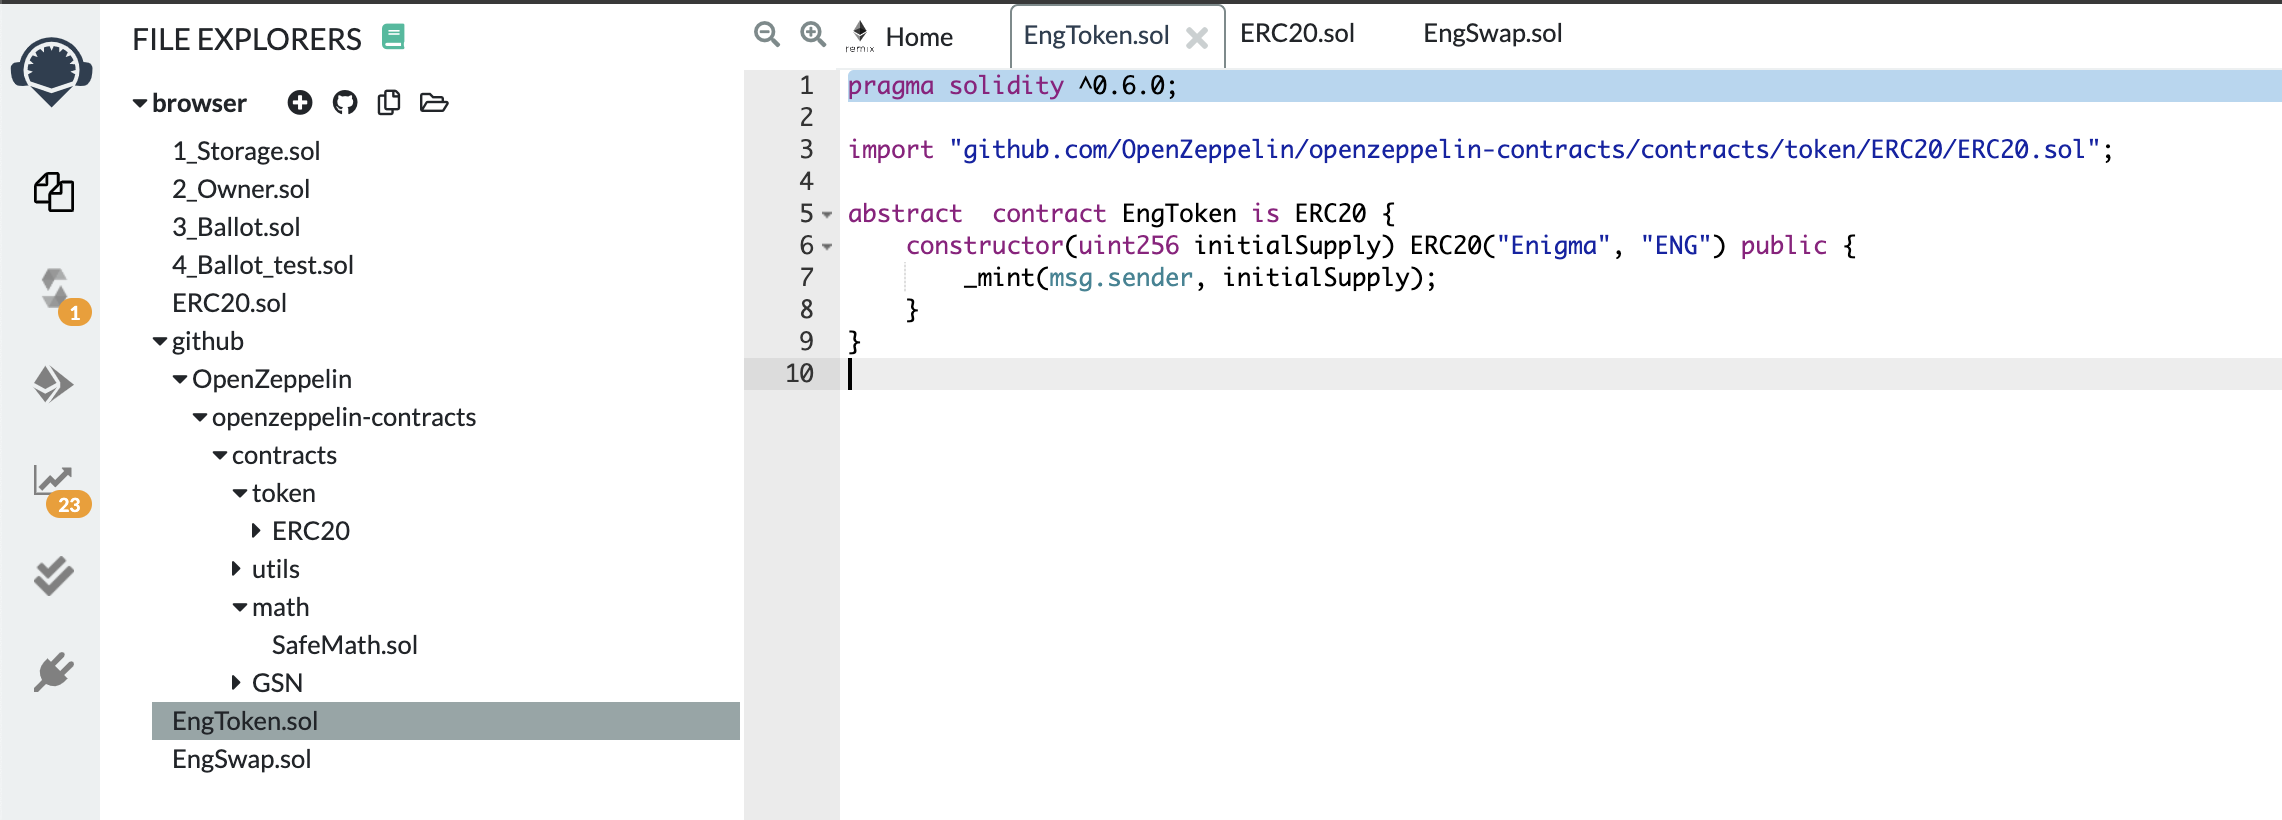 FILE EXPLORERS
browser
1_Storage.sol
2_Owner.sol
3_Ballot.sol
4_Ballot_test.sol
ERC20.sol
github
OpenZeppelin
openzeppelin-contracts
contracts
token
ERC20
utils
math
SafeMath.sol
GSN
EngToken.sol
EngSwap.sol
1
23
remix
Home
EngToken.sol
ERC20.sol
EngSwap.sol
1 pragma solidity ^0.6.0;
2
3 import "github.com/OpenZeppelin/openzeppelin-contracts/contracts/token/ERC20/ERC20.sol";
4
5 abstract  contract EngToken is ERC20 {
6     constructor(uint256 initialSupply) ERC20("Enigma", "ENG") public {
7         _mint(msg.sender, initialSupply);
8     }
9 }
10